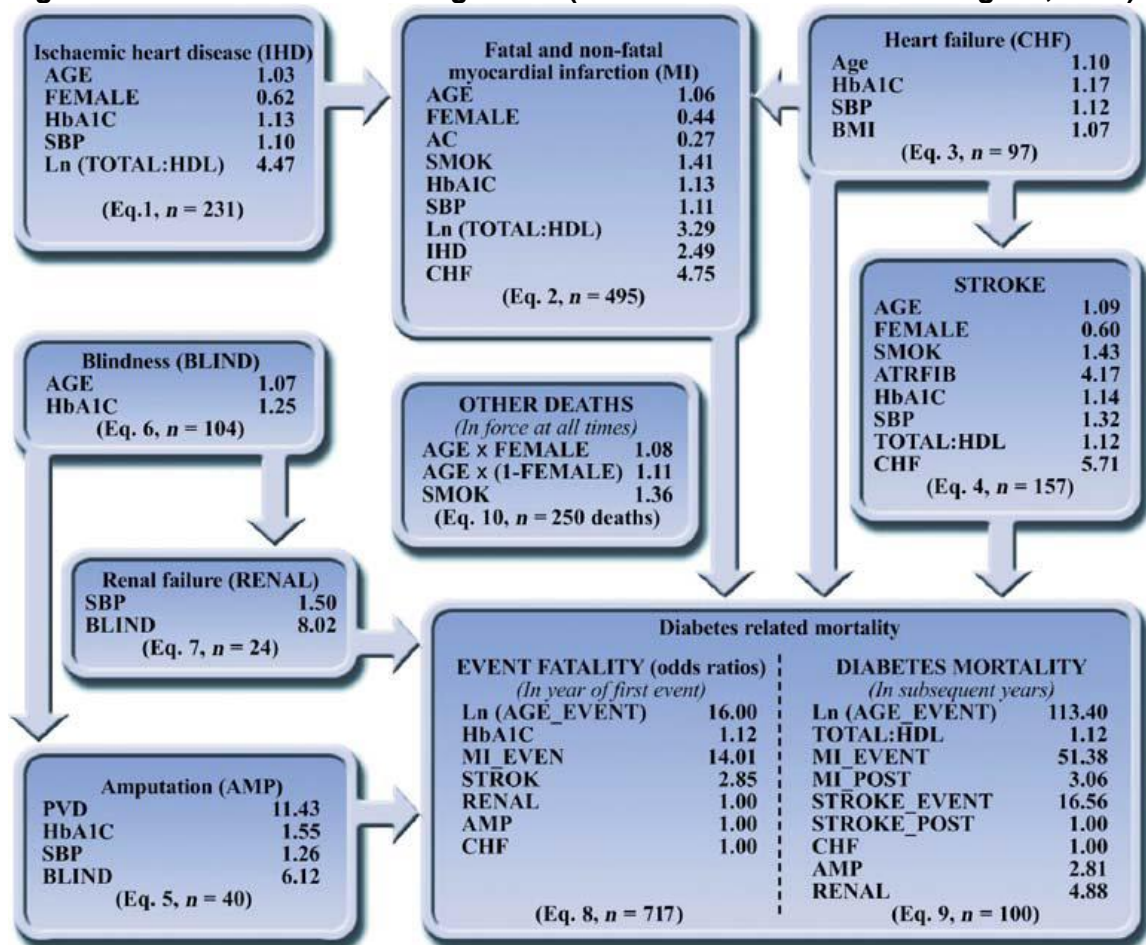 Ischaemic heart disease (IHD)
AGE 1.03
FEMALE 0.62
HbA1C 1.13
SBP 1.10
Ln (TOTAL:HDL) 4.47
(Eq.1, n = 231)
Fatal and non-fatal
myocardial infarction (MI)
AGE 1.06
FEMALE 0.44
AC 0.27
SMOK 1.41
HbA1C 1.13
SBP 1.11
Ln (TOTAL:HDL) 3.29
IHD 2.49
CHF 4.75
(Eq. 2, n = 495)
Heart failure (CHF)
Age 1.10
HbA1C 1.17
SBP 1.12
BMI 1.07
(Eq. 3, n = 97)
STROKE
AGE 1.09
FEMALE 0.60
SMOK 1.43
ATRFIB 4.17
HbA1C 1.14
SBP 1.32
TOTAL:HDL 1.12
CHF 5.71
(Eq. 4, n = 157)
Blindness (BLIND)
AGE 1.07
HbA1C 1.25
(Eq. 6, n = 104)
OTHER DEATHS
(In force at all times)
AGE x FEMALE 1.08
AGE x (1-FEMALE) 1.11
SMOK 1.36
(Eq. 10, n = 250 deaths)
Renal failure (RENAL)
SBP 1.50
BLIND 8.02
(Eq. 7, n = 24)
Amputation (AMP)
PVD 11.43
HbA1C 1.55
SBP 1.26
BLIND 6.12
(Eq. 5, n = 40)
Diabetes related mortality
EVENT FATALITY (odds ratios)
(In year of first event)
Ln (AGE_EVENT) 16.00
HbA1C 1.12
MI_EVEN 14.01
STROK 2.85
RENAL 1.00
AMP 1.00
CHF 1.00
(Eq. 8, n = 717)
DIABETES MORTALITY
(In subsequent years)
Ln (AGE_EVENT) 113.40
TOTAL:HDL 1.12
MI_EVENT 51.38
MI_POST 3.06
STROKE_EVENT 16.56
STROKE_POST 1.00
CHF 1.00
AMP 2.81
RENAL 4.88
(Eq. 9, n = 100)